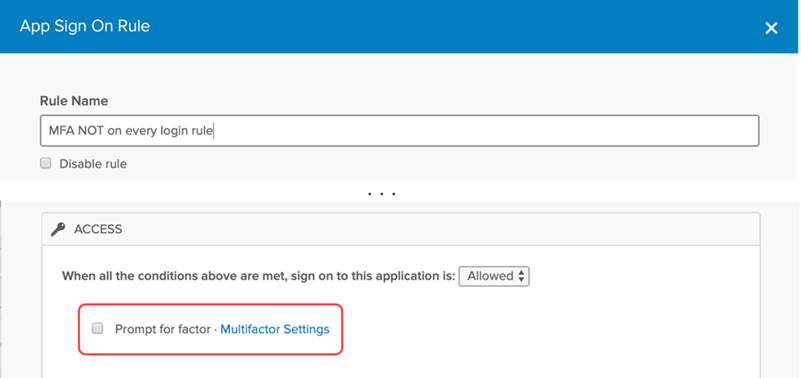 App Sign On Rule
Rule Name
MFA NOT on every login rule
Disable rule
. . .
ACCESS
When all the conditions above are met, sign on to this application is: Allowed
Prompt for factor · Multifactor Settings